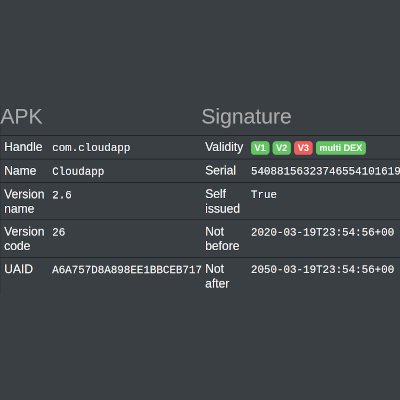 APK
Handle com.cloudapp
Name Cloudapp
Version name 2.6
Version code 26
UAID A6A757D8A898EE1BBCEB717
Signature
Validity V1 V2 V3 multi DEX
Serial 54088156323746554101619
Self issued True
Not before 2020-03-19T23:54:56+00
Not after 2050-03-19T23:54:56+00